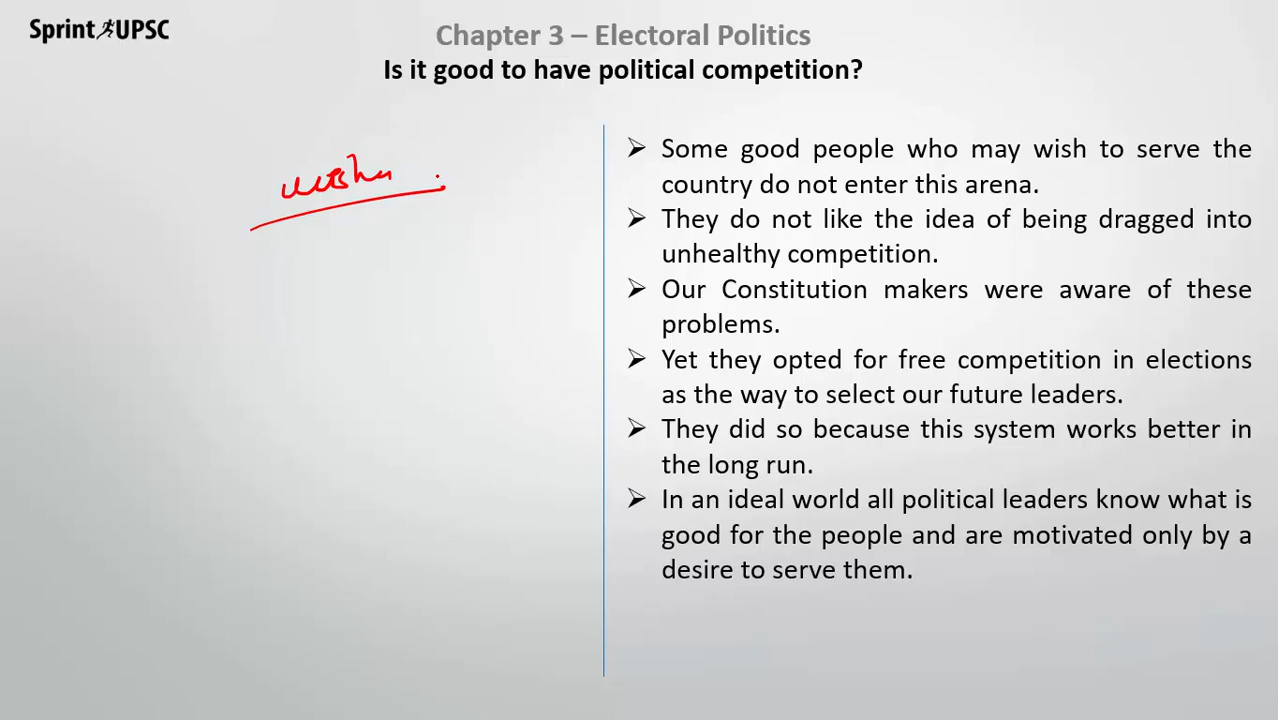 Sprint UPSC
Chapter 3 – Electoral Politics
Is it good to have political competition?
➢ Some good people who may wish to serve the
country do not enter this arena.
➢ They do not like the idea of being dragged into
unhealthy competition.
➢ Our Constitution makers were aware of these
problems.
➢ Yet they opted for free competition in elections
as the way to select our future leaders.
➢ They did so because this system works better in
the long run.
➢ In an ideal world all political leaders know what is
good for the people and are motivated only by a
desire to serve them.